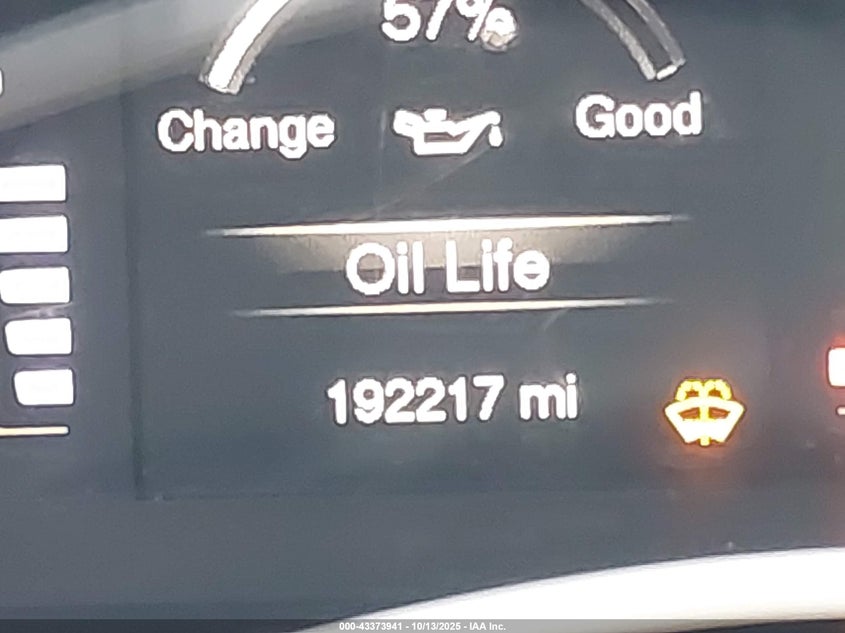 57%
Change Good
Oil Life
192217 mi
000-43373941 - 10/13/2025 - IAA Inc.